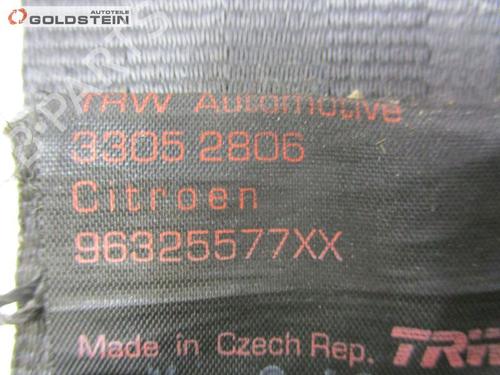 AUTOTEILE
GOLDSTEIN
TRW Automotive
3305 2806
Citroen
96325577XX
Made in Czech Rep. TRW